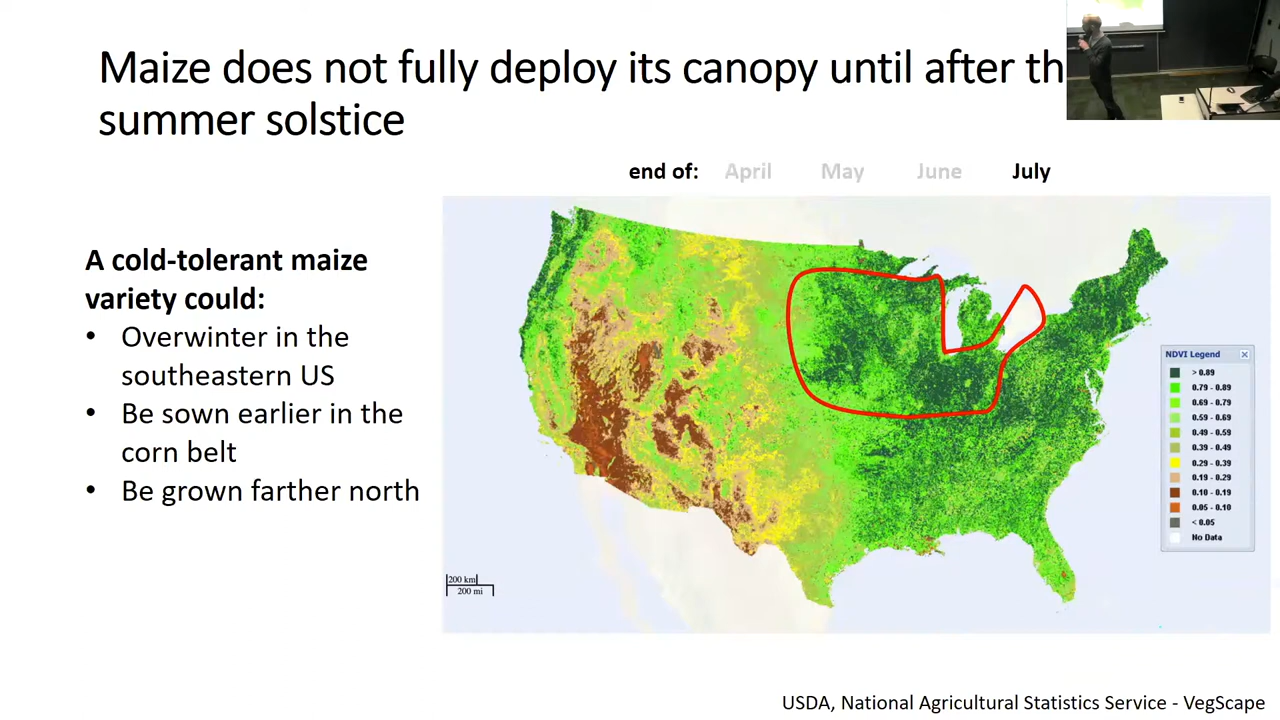 Maize does not fully deploy its canopy until after th
summer solstice
end of: April May June July
A cold-tolerant maize
variety could:
• Overwinter in the
southeastern US
• Be sown earlier in the
corn belt
• Be grown farther north
NDVI Legend
> 0.89
0.79 - 0.89
0.69 - 0.79
0.59 - 0.69
0.49 - 0.59
0.39 - 0.49
0.29 - 0.39
0.19 - 0.29
0.10 - 0.19
0.05 - 0.10
< 0.05
No Data
200 km
200 mi
USDA, National Agricultural Statistics Service - VegScape